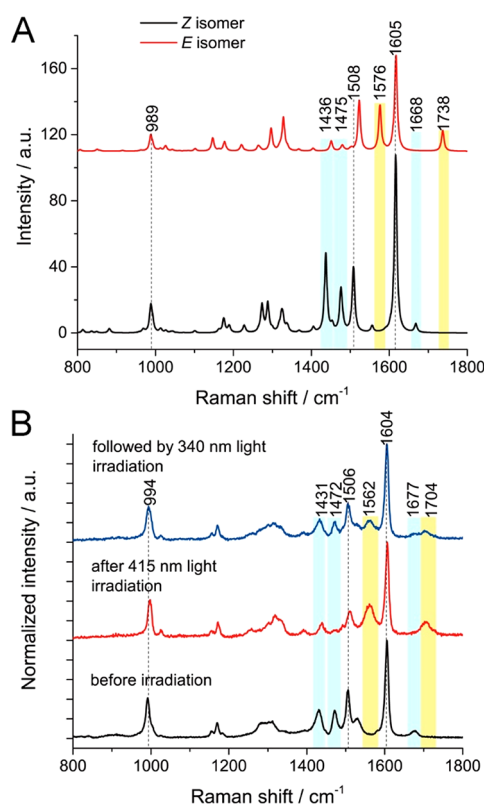 A
Z isomer
E isomer
1605
1508
1576
1436
1475
1668
1738
989
160
120
80
40
0
Intensity / a.u.
800 1000 1200 1400 1600 1800
Raman shift / cm-1
B
1604
followed by 340 nm light
irradiation
994
1431
1472
1506
1562
1677
1704
after 415 nm light
irradiation
before irradiation
Normalized intensity / a.u.
800 1000 1200 1400 1600 1800
Raman shift / cm-1